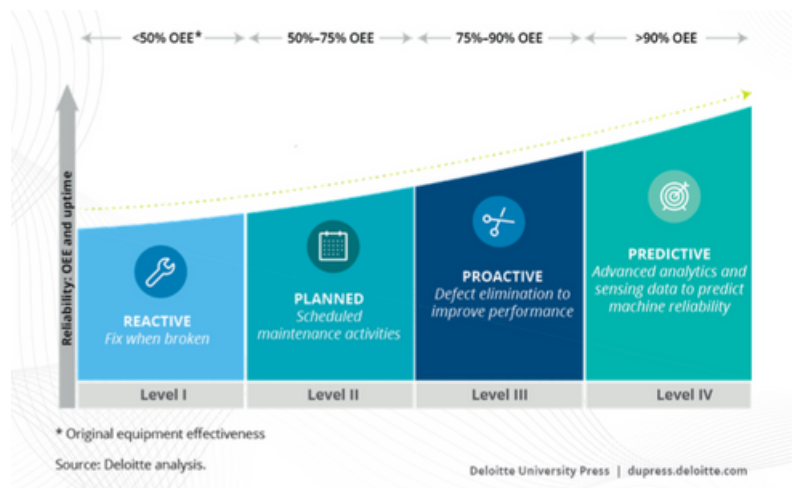 <50% OEE*
50%–75% OEE
75%–90% OEE
>90% OEE
Reliability: OEE and uptime
REACTIVE
Fix when broken
PLANNED
Scheduled
maintenance activities
PROACTIVE
Defect elimination to
improve performance
PREDICTIVE
Advanced analytics and
sensing data to predict
machine reliability
Level I
Level II
Level III
Level IV
* Original equipment effectiveness
Source: Deloitte analysis.
Deloitte University Press | dupress.deloitte.com